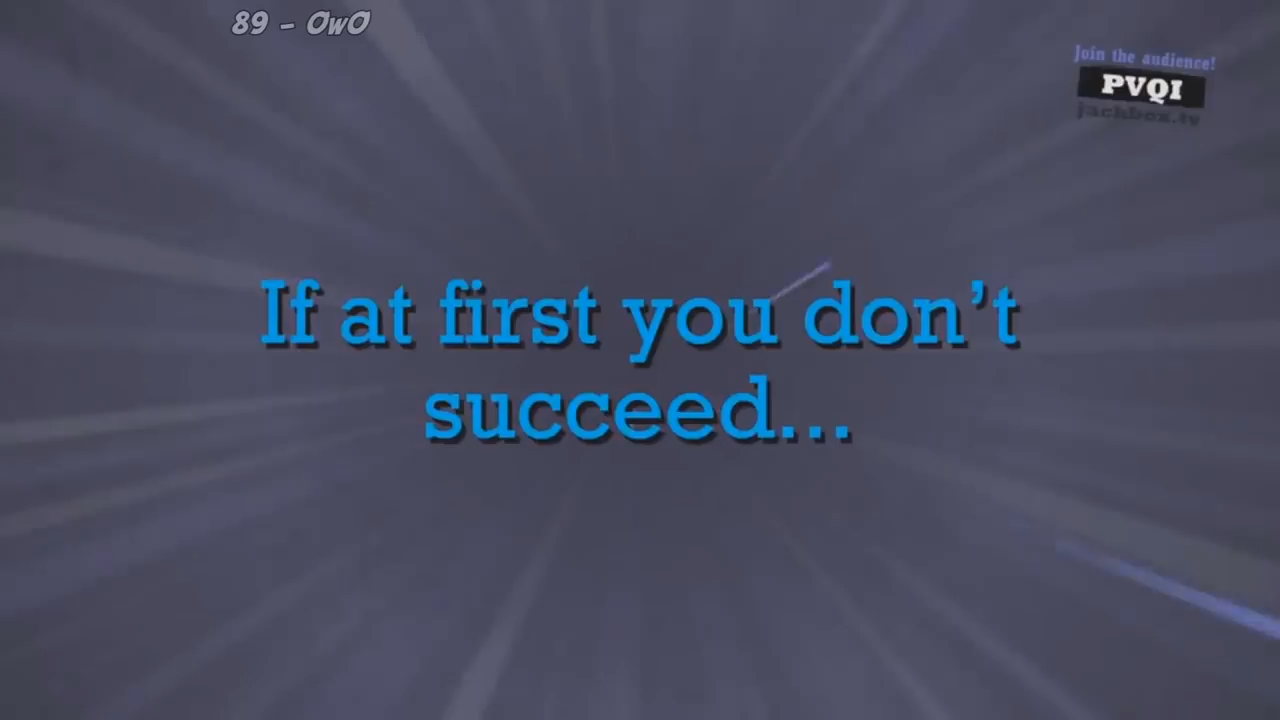 89 - OwO
Join the audience!
PVQI
jackbox.tv
If at first you don't
succeed...